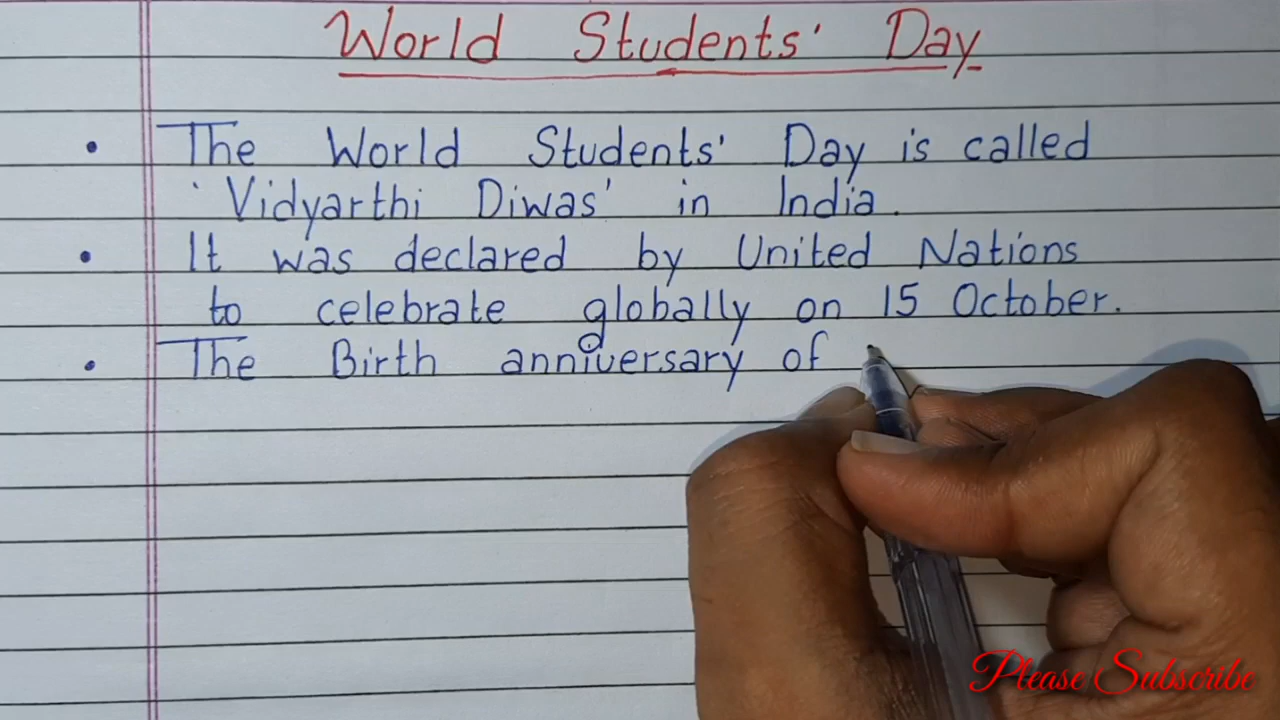 World Students' Day
• The World Students' Day is called
'Vidyarthi Diwas' in India.
• It was declared by United Nations
to celebrate globally on 15 October.
• The Birth anniversary of
Please Subscribe